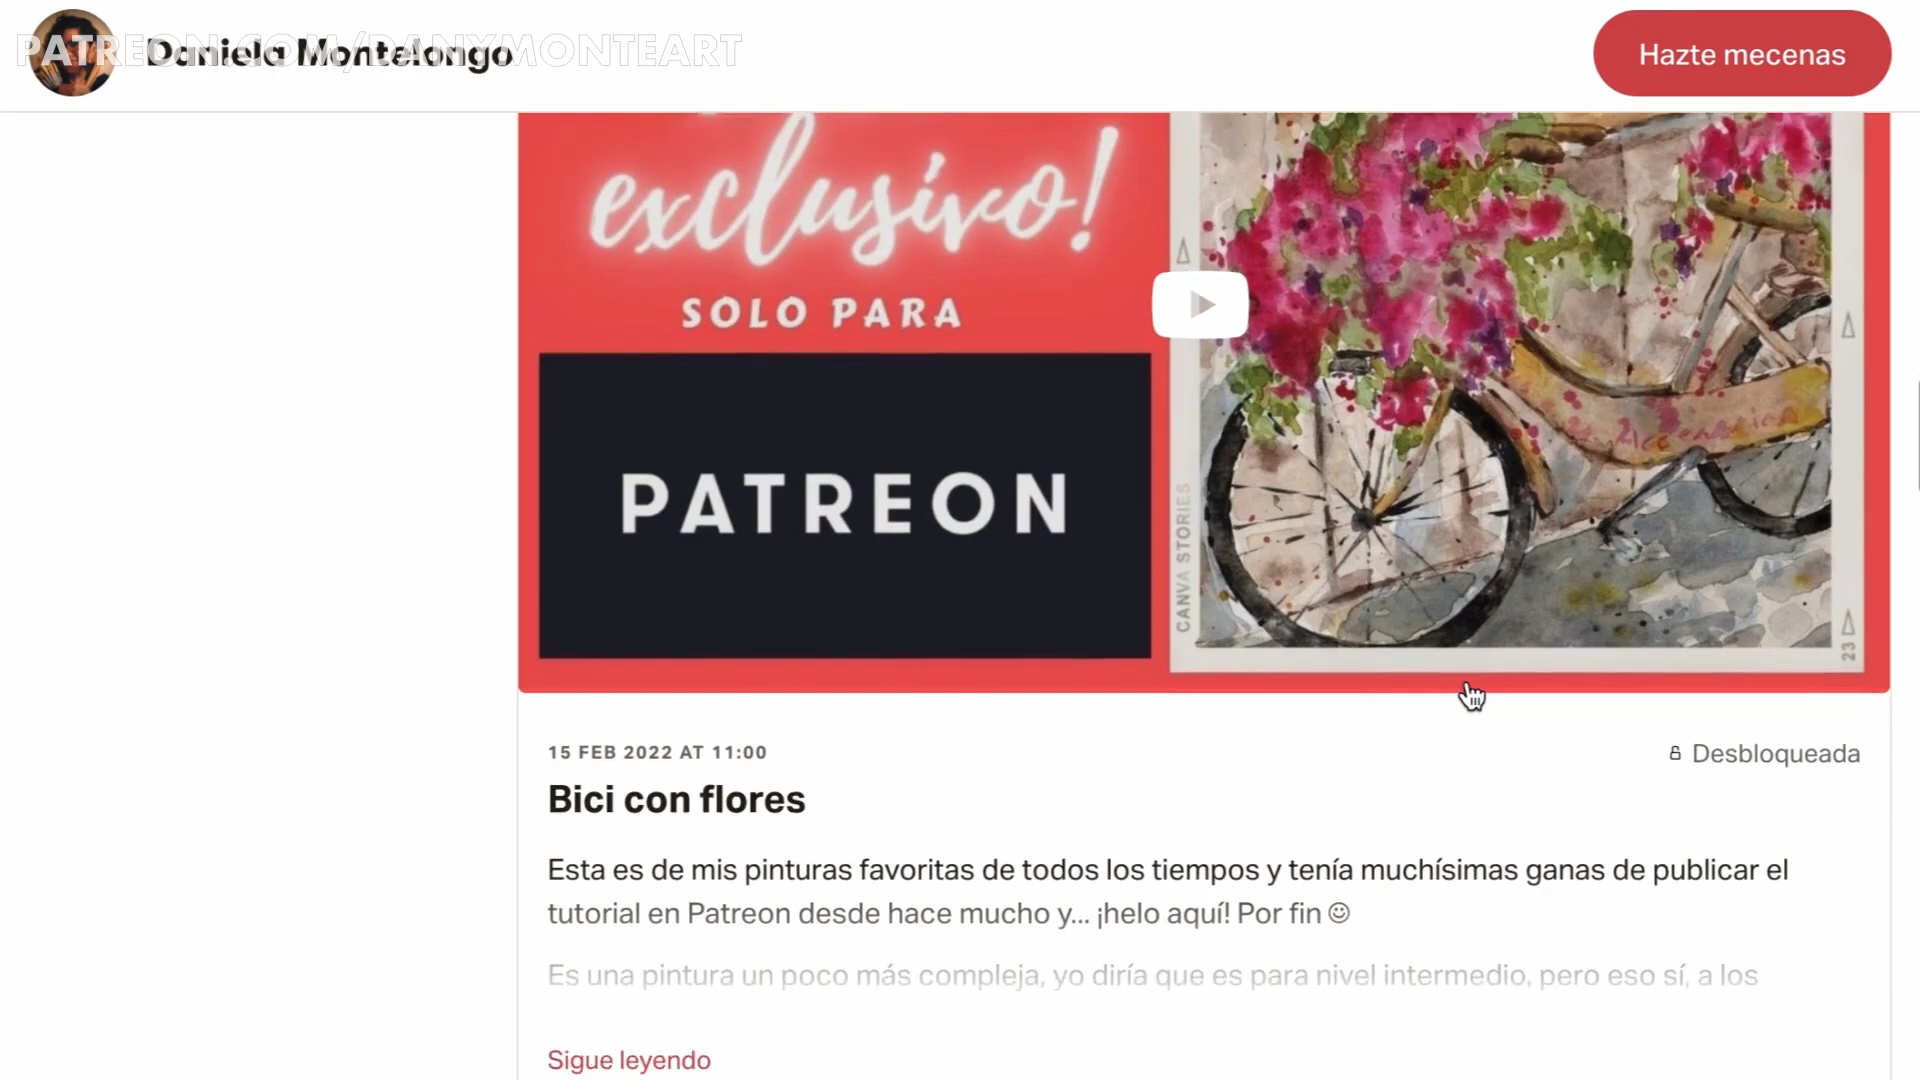 PATREON.COM/DANYMONTEART
Daniela Montelongo
Hazte mecenas
exclusivo!
SOLO PARA
PATREON
CANVA STORIES
23
15 FEB 2022 AT 11:00
Desbloqueada
Bici con flores
Esta es de mis pinturas favoritas de todos los tiempos y tenía muchísimas ganas de publicar el
tutorial en Patreon desde hace mucho y... ¡helo aquí! Por fin ☺
Es una pintura un poco más compleja, yo diría que es para nivel intermedio, pero eso sí, a los
Sigue leyendo